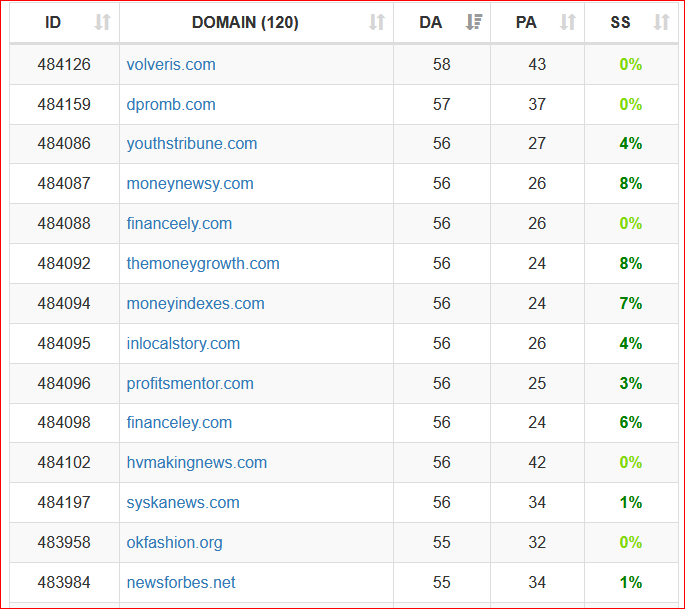 ID DOMAIN (120) DA PA SS
484126 volveris.com 58 43 0%
484159 dpromb.com 57 37 0%
484086 youthstribune.com 56 27 4%
484087 moneynewsy.com 56 26 8%
484088 financeely.com 56 26 0%
484092 themoneygrowth.com 56 24 8%
484094 moneyindexes.com 56 24 7%
484095 inlocalstory.com 56 26 4%
484096 profitsmentor.com 56 25 3%
484098 financeley.com 56 24 6%
484102 hvmakingnews.com 56 42 0%
484197 syskanews.com 56 34 1%
483958 okfashion.org 55 32 0%
483984 newsforbes.net 55 34 1%